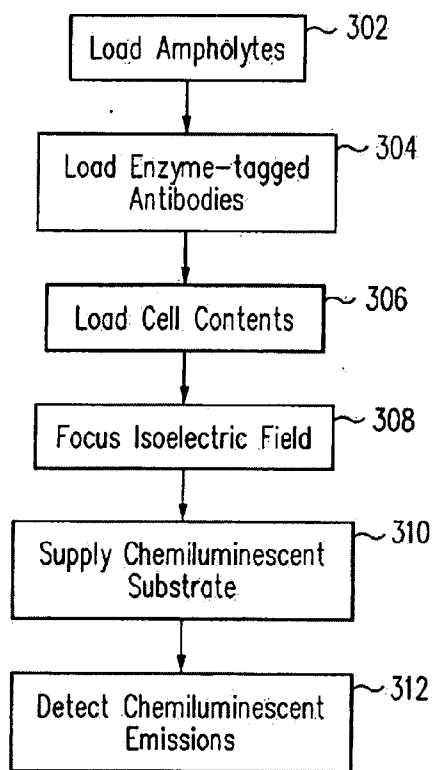 302
Load Ampholytes
304
Load Enzyme-tagged
Antibodies
306
Load Cell Contents
308
Focus Isoelectric Field
310
Supply Chemiluminescent
Substrate
312
Detect Chemiluminescent
Emissions